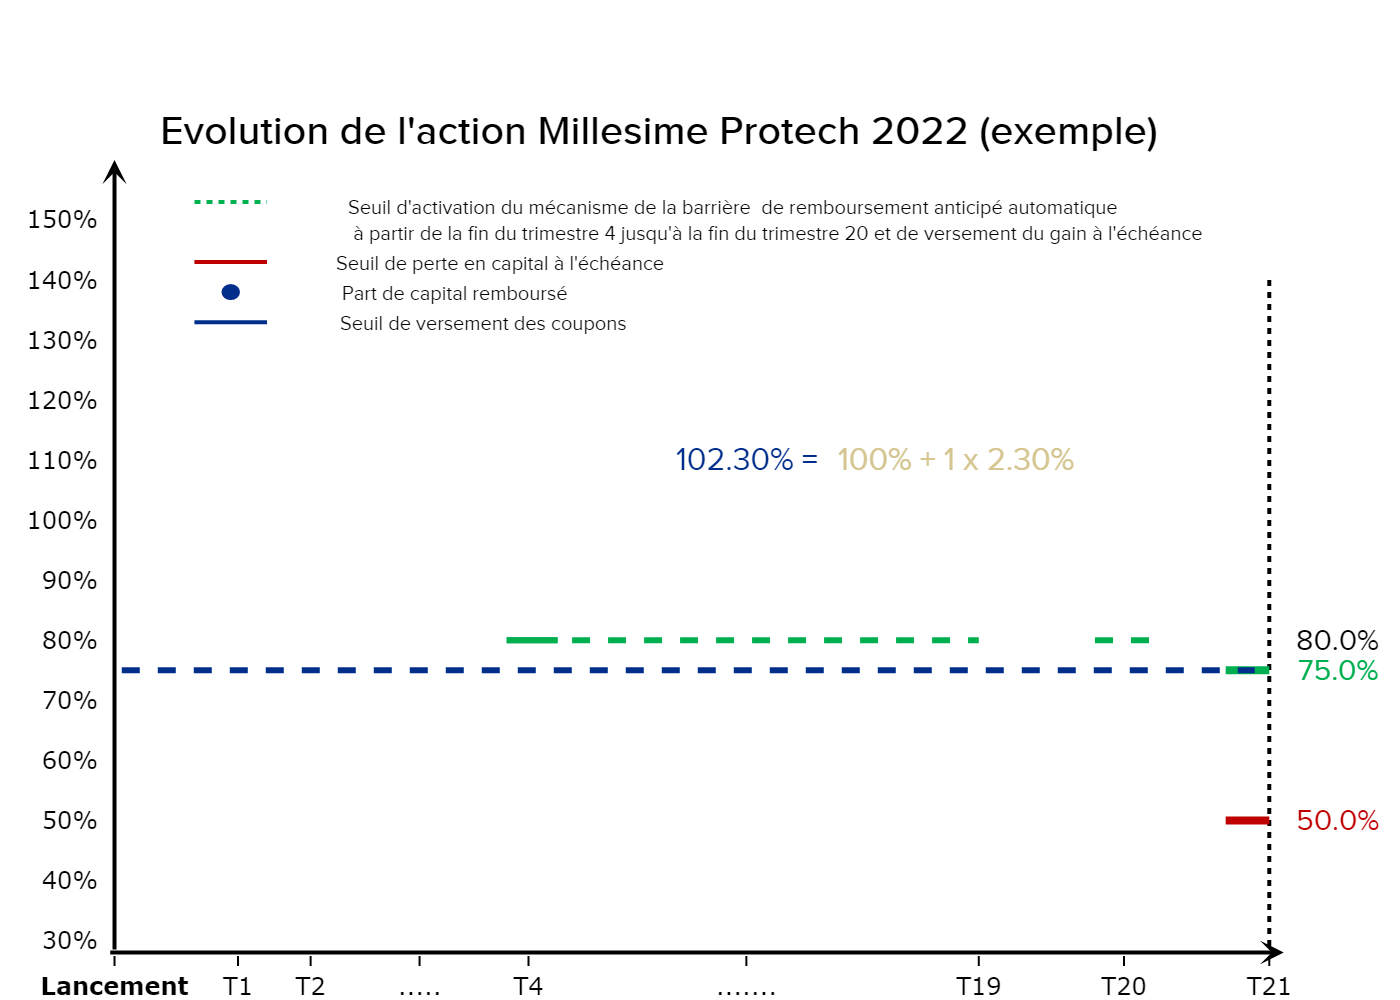 Evolution de l'action Millesime Protech 2022 (exemple)
Seuil d'activation du mécanisme de la barrière  de remboursement anticipé automatique
à partir de la fin du trimestre 4 jusqu'à la fin du trimestre 20 et de versement du gain à l'échéance
Seuil de perte en capital à l'échéance
Part de capital remboursé
Seuil de versement des coupons
150%
140%
130%
120%
110%
100%
90%
80%
70%
60%
50%
40%
30%
102.30% = 100% + 1 x 2.30%
80.0%
75.0%
50.0%
Lancement T1 T2 ..... T4 ....... T19 T20 T21